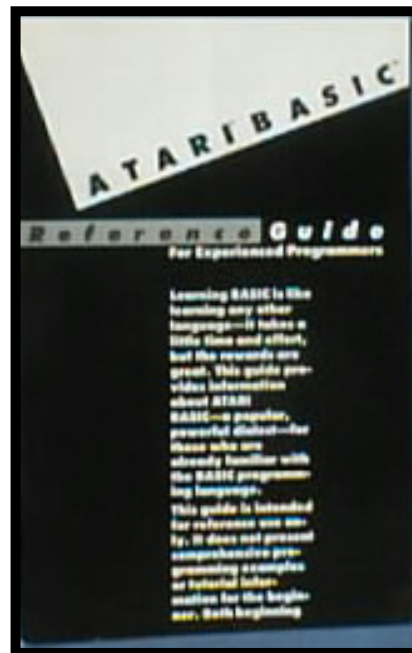 ATARI BASIC
Reference Guide
For Experienced Programmers
Learning BASIC is like
learning any other
language—it takes a
little time and effort,
but the rewards are
great. This guide pro-
vides information
about ATARI
BASIC—a popular,
powerful dialect—for
those who are
already familiar with
the BASIC programm-
ing language.
This guide is intended
for reference use on-
ly. It does not present
comprehensive pro-
gramming examples
or tutorial infor-
mation for the begin-
ner. Both beginning